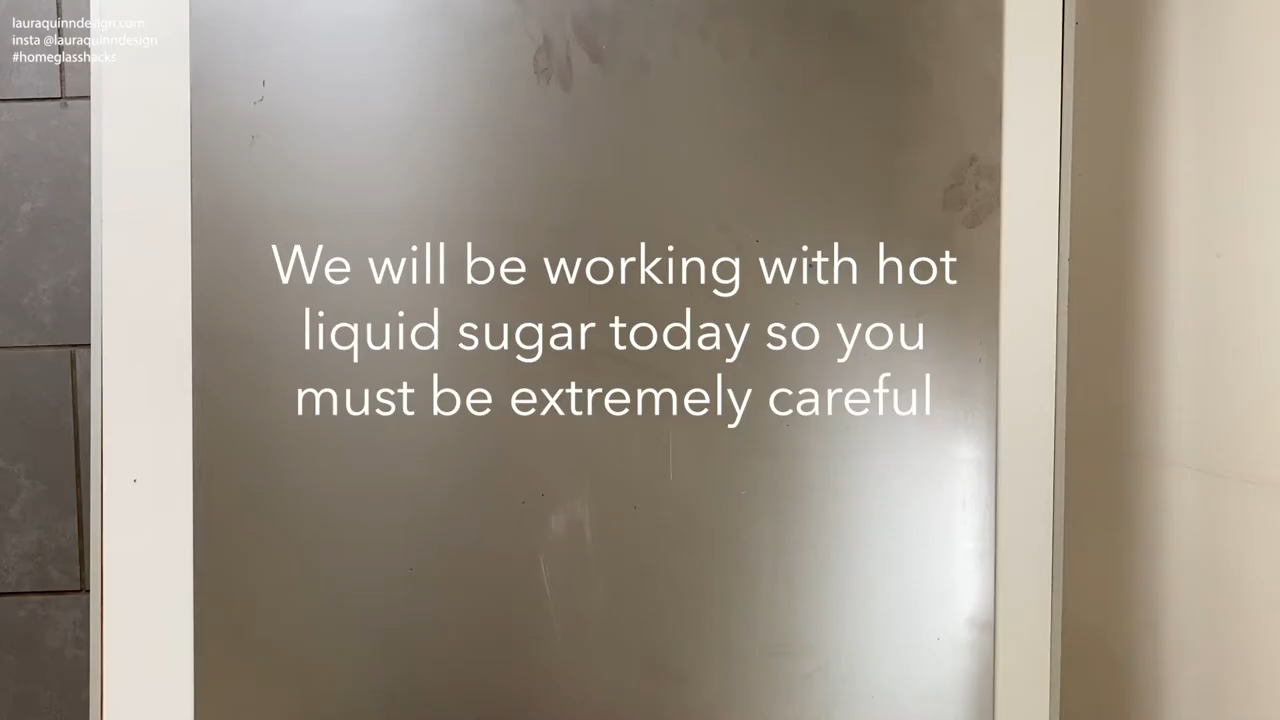 lauraquinndesign.com
insta @lauraquinndesign
#homeglasshacks
We will be working with hot
liquid sugar today so you
must be extremely careful